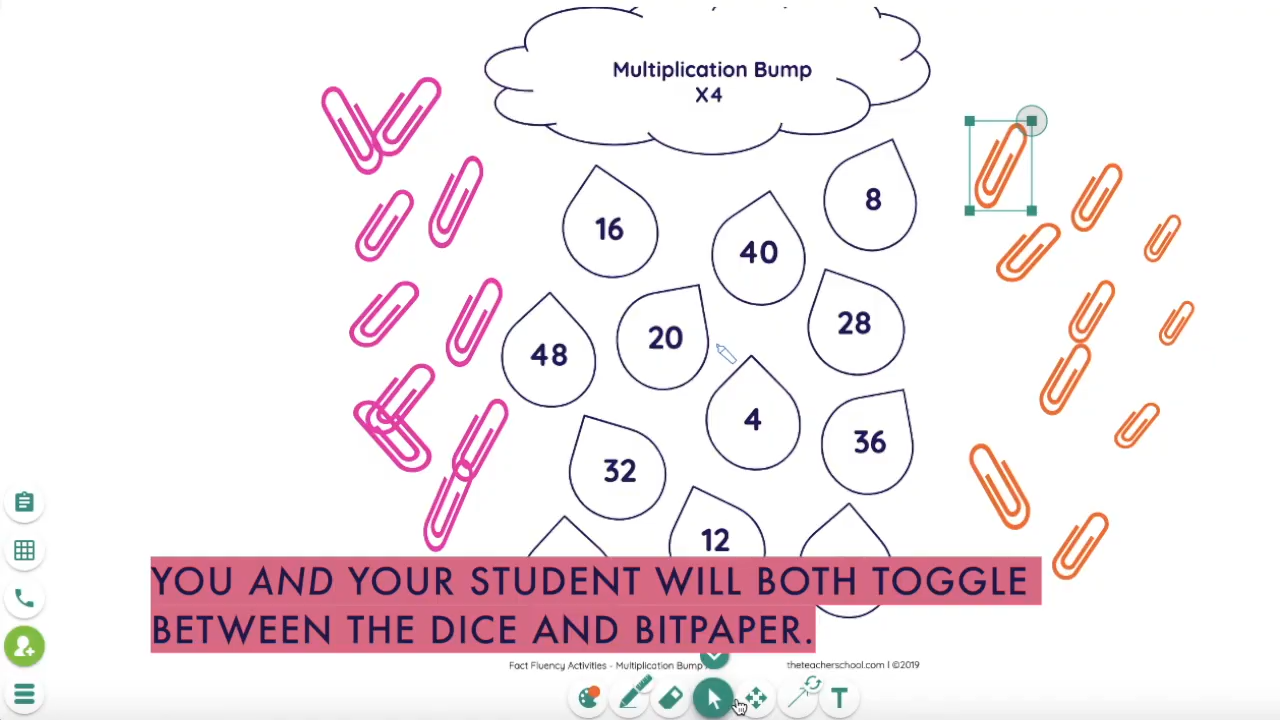 Multiplication Bump
X4
8
16
40
28
20
48
4
36
32
12
YOU AND YOUR STUDENT WILL BOTH TOGGLE
BETWEEN THE DICE AND BITPAPER.
Fact Fluency Activities - Multiplication Bump
theteacherschool.com I ©2019
T